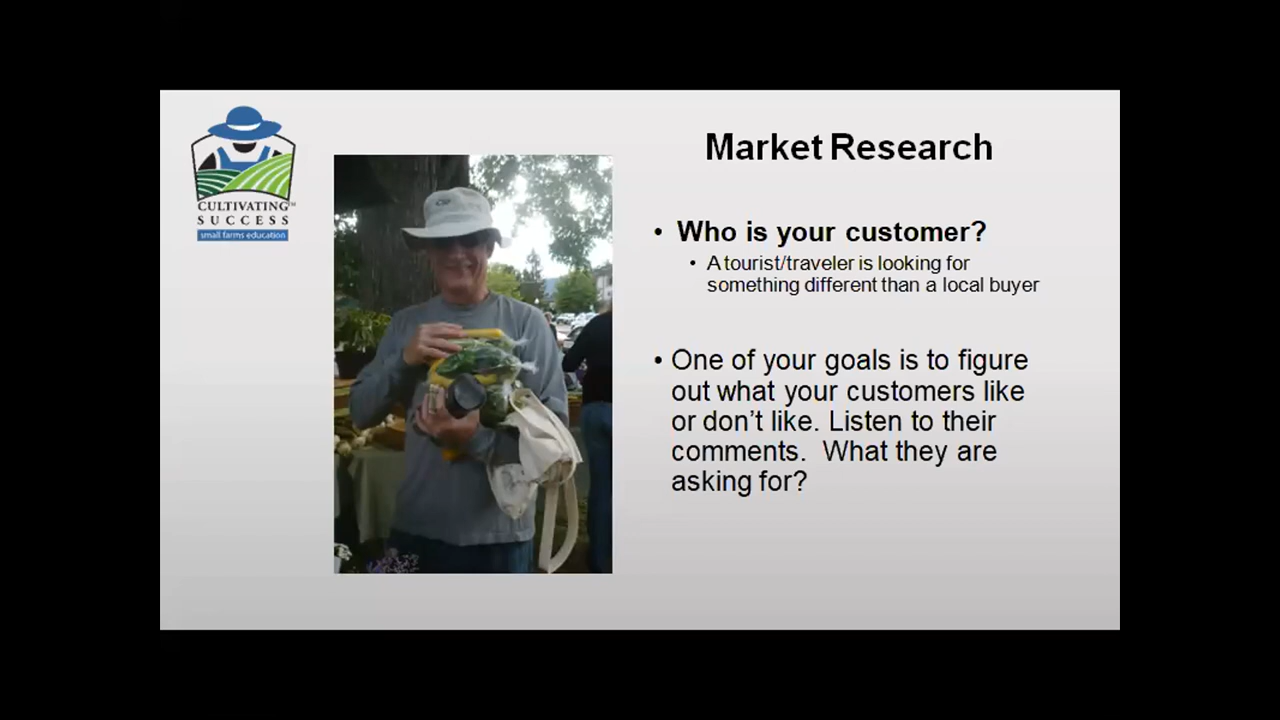 CULTIVATING™
SUCCESS
small farms education
Market Research
• Who is your customer?
• A tourist/traveler is looking for
something different than a local buyer
• One of your goals is to figure
out what your customers like
or don't like. Listen to their
comments.  What they are
asking for?